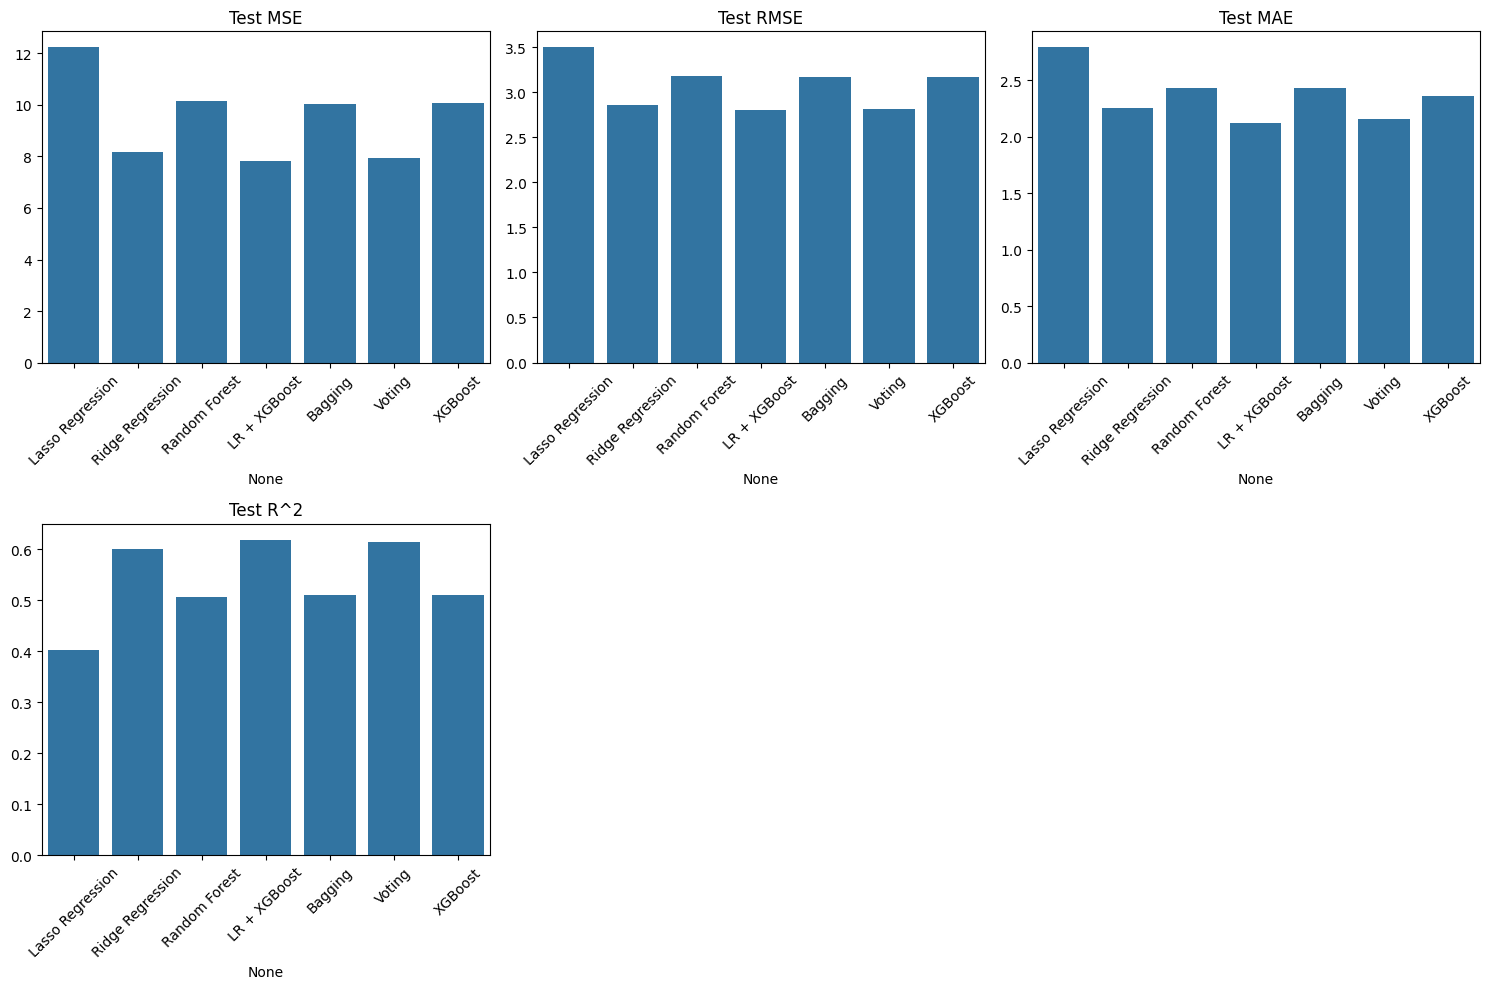 Test MSE
12
10
8
6
4
2
0
Lasso Regression
Ridge Regression
Random Forest
LR + XGBoost
Bagging
Voting
XGBoost
None
Test RMSE
3.5
3.0
2.5
2.0
1.5
1.0
0.5
0.0
Lasso Regression
Ridge Regression
Random Forest
LR + XGBoost
Bagging
Voting
XGBoost
None
Test MAE
2.5
2.0
1.5
1.0
0.5
0.0
Lasso Regression
Ridge Regression
Random Forest
LR + XGBoost
Bagging
Voting
XGBoost
None
Test R^2
0.6
0.5
0.4
0.3
0.2
0.1
0.0
Lasso Regression
Ridge Regression
Random Forest
LR + XGBoost
Bagging
Voting
XGBoost
None